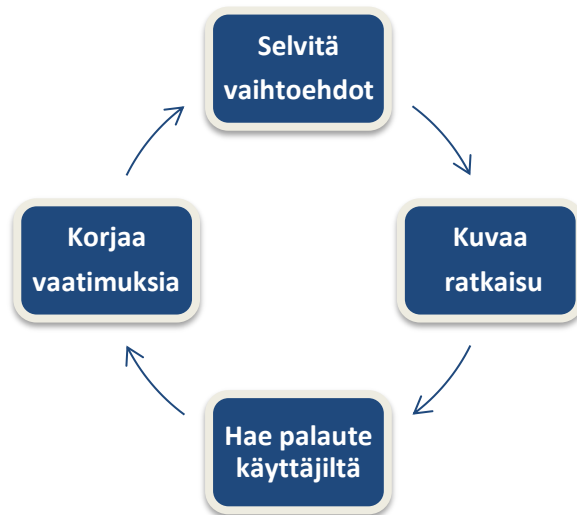 Selvitä
vaihtoehdot
Kuvaa
ratkaisu
Hae palaute
käyttäjiltä
Korjaa
vaatimuksia